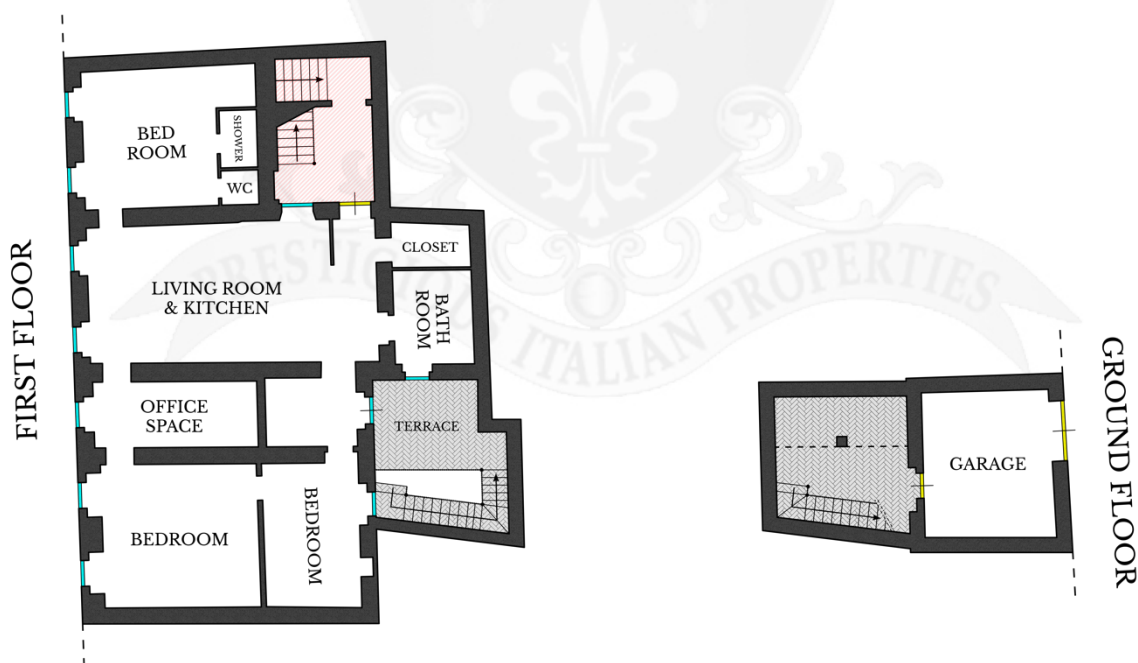 FIRST FLOOR
BED
ROOM
SHOWER
WC
CLOSET
LIVING ROOM
& KITCHEN
BATH
ROOM
OFFICE
SPACE
TERRACE
BEDROOM
BEDROOM
GARAGE
GROUND FLOOR
PRESTIGIOUS ITALIAN PROPERTIES